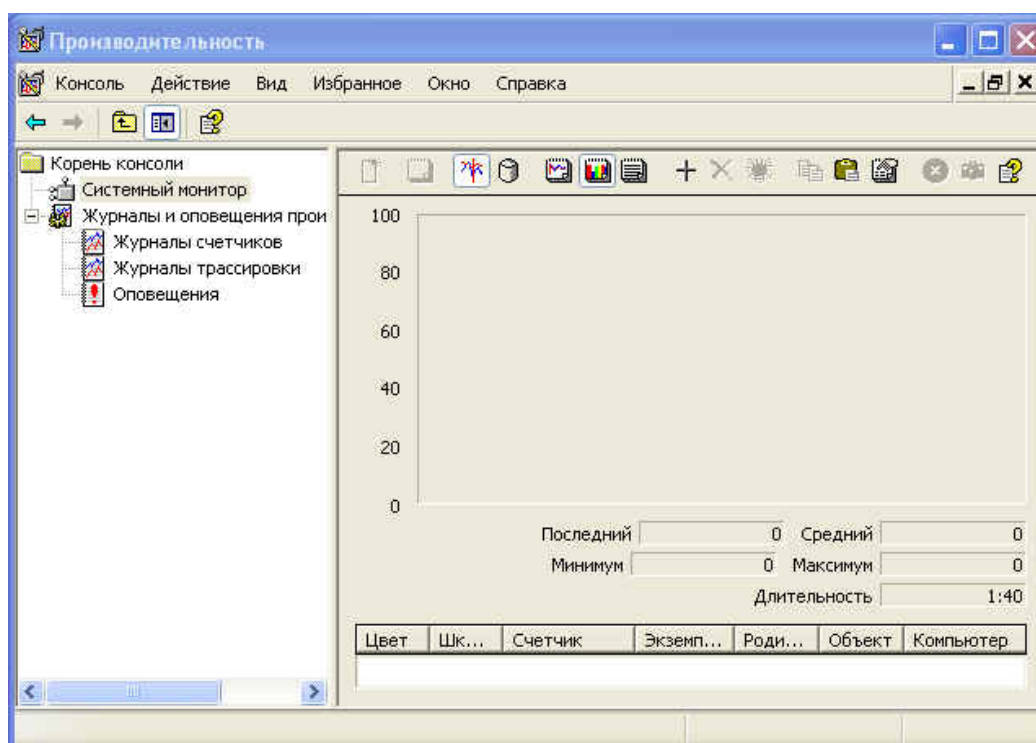 Производительность
Консоль Действие Вид Избранное Окно Справка
Корень консоли
Системный монитор
Журналы и оповещения прои
Журналы счетчиков
Журналы трассировки
Оповещения
100
80
60
40
20
0
Последний 0 Средний 0
Минимум 0 Максимум 0
Длительность 1:40
Цвет Шк... Счетчик Экземп... Роди... Объект Компьютер